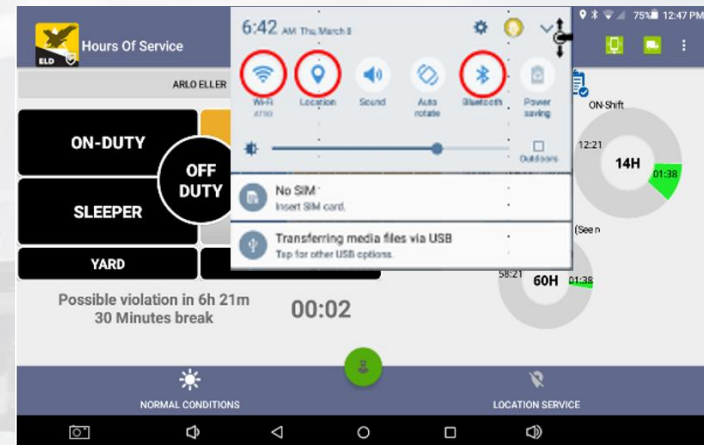 75% 12:47 PM
ELD
Hours Of Service
6:42 AM Thu, March 8
ARLO ELLER
Wi-Fi
Location
Sound
Auto
rotate
Bluetooth
Power
saving
Outdoors
ON-DUTY
OFF
DUTY
SLEEPER
YARD
No SIM
Insert SIM card.
Transferring media files via USB
Tap for other USB options.
ON-Shift
12:21
14H
01:38
(See n
58:21
60H
01:38
Possible violation in 6h 21m
30 Minutes break
00:02
NORMAL CONDITIONS
LOCATION SERVICE